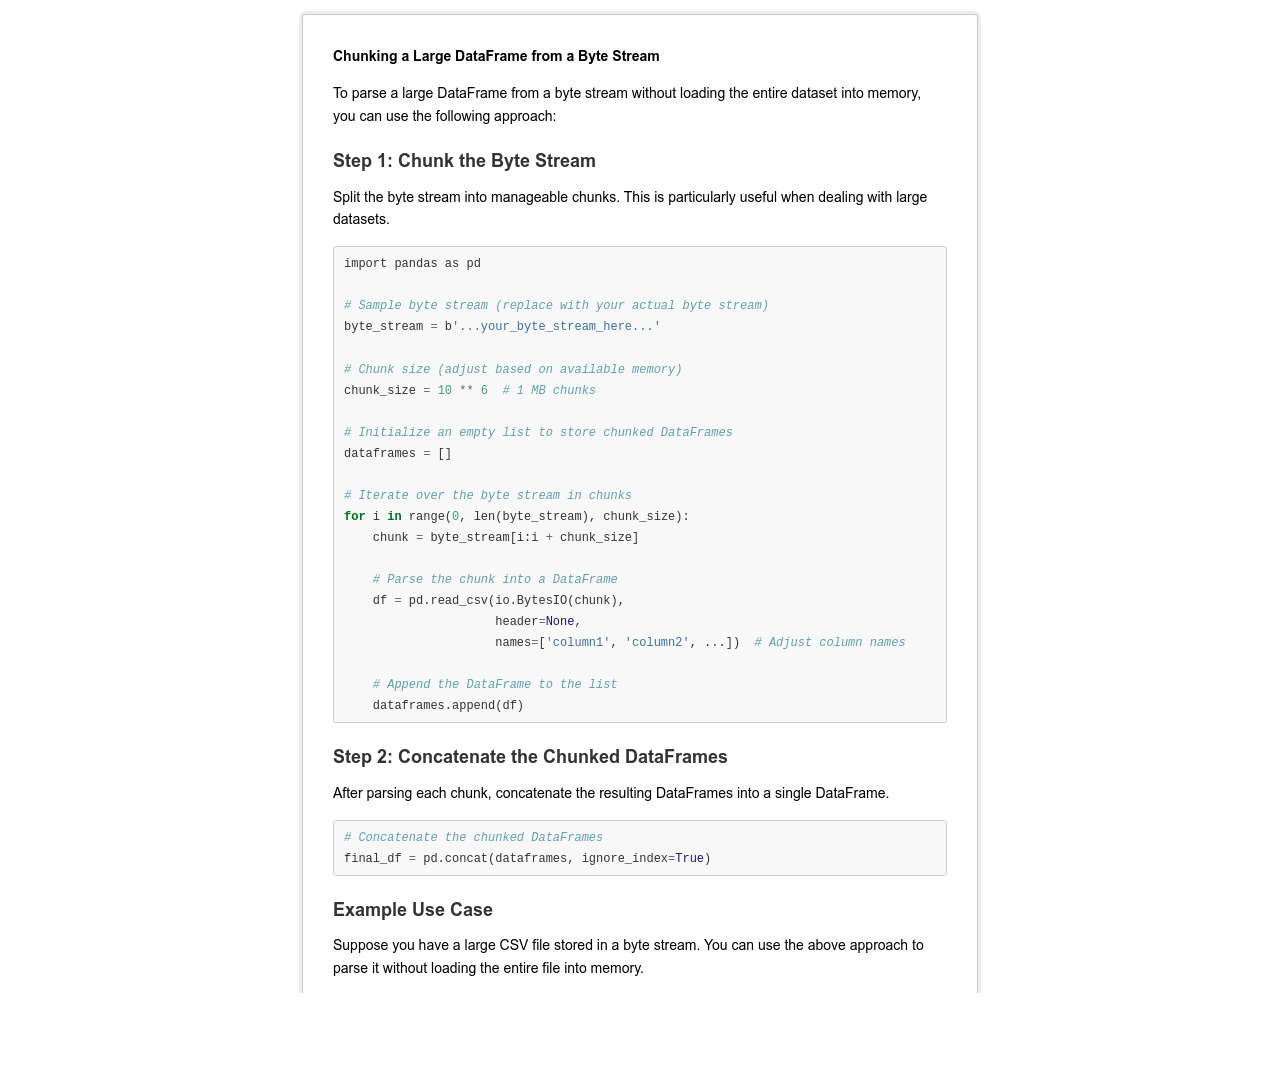 Chunking a Large DataFrame from a Byte Stream
To parse a large DataFrame from a byte stream without loading the entire dataset into memory,
you can use the following approach:
Step 1: Chunk the Byte Stream
Split the byte stream into manageable chunks. This is particularly useful when dealing with large
datasets.
import pandas as pd
# Sample byte stream (replace with your actual byte stream)
byte_stream = b'...your_byte_stream_here...'
# Chunk size (adjust based on available memory)
chunk_size = 10 ** 6  # 1 MB chunks
# Initialize an empty list to store chunked DataFrames
dataframes = []
# Iterate over the byte stream in chunks
for i in range(0, len(byte_stream), chunk_size):
    chunk = byte_stream[i:i + chunk_size]
    # Parse the chunk into a DataFrame
    df = pd.read_csv(io.BytesIO(chunk),
                     header=None,
                     names=['column1', 'column2', ...])  # Adjust column names
    # Append the DataFrame to the list
    dataframes.append(df)
Step 2: Concatenate the Chunked DataFrames
After parsing each chunk, concatenate the resulting DataFrames into a single DataFrame.
# Concatenate the chunked DataFrames
final_df = pd.concat(dataframes, ignore_index=True)
Example Use Case
Suppose you have a large CSV file stored in a byte stream. You can use the above approach to
parse it without loading the entire file into memory.